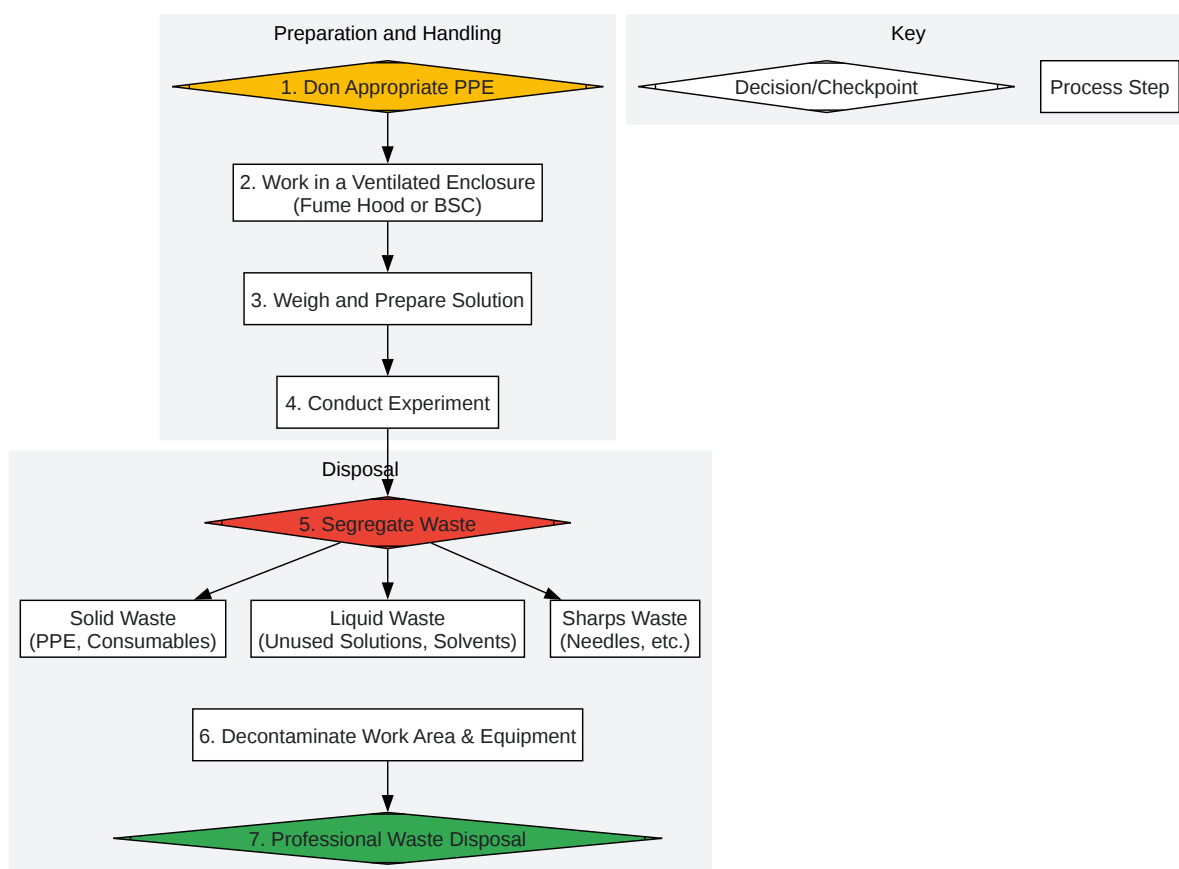 Preparation and Handling
Key
1. Don Appropriate PPE
Decision/Checkpoint
Process Step
2. Work in a Ventilated Enclosure
(Fume Hood or BSC)
3. Weigh and Prepare Solution
4. Conduct Experiment
Disposal
5. Segregate Waste
Solid Waste
(PPE, Consumables)
Liquid Waste
(Unused Solutions, Solvents)
Sharps Waste
(Needles, etc.)
6. Decontaminate Work Area & Equipment
7. Professional Waste Disposal